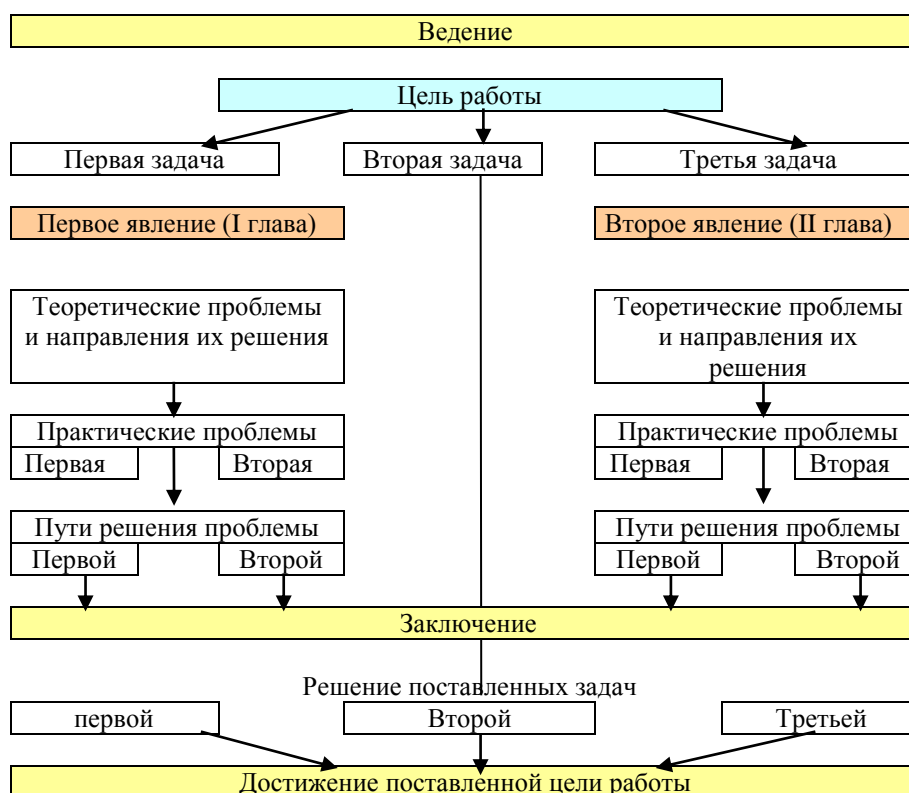 Ведение
Цель работы
Первая задача
Вторая задача
Третья задача
Первое явление (I глава)
Второе явление (II глава)
Теоретические проблемы
и направления их решения
Теоретические проблемы
и направления их
решения
Практические проблемы
Первая
Вторая
Практические проблемы
Первая
Вторая
Пути решения проблемы
Первой
Второй
Пути решения проблемы
Первой
Второй
Заключение
Решение поставленных задач
первой
Второй
Третьей
Достижение поставленной цели работы